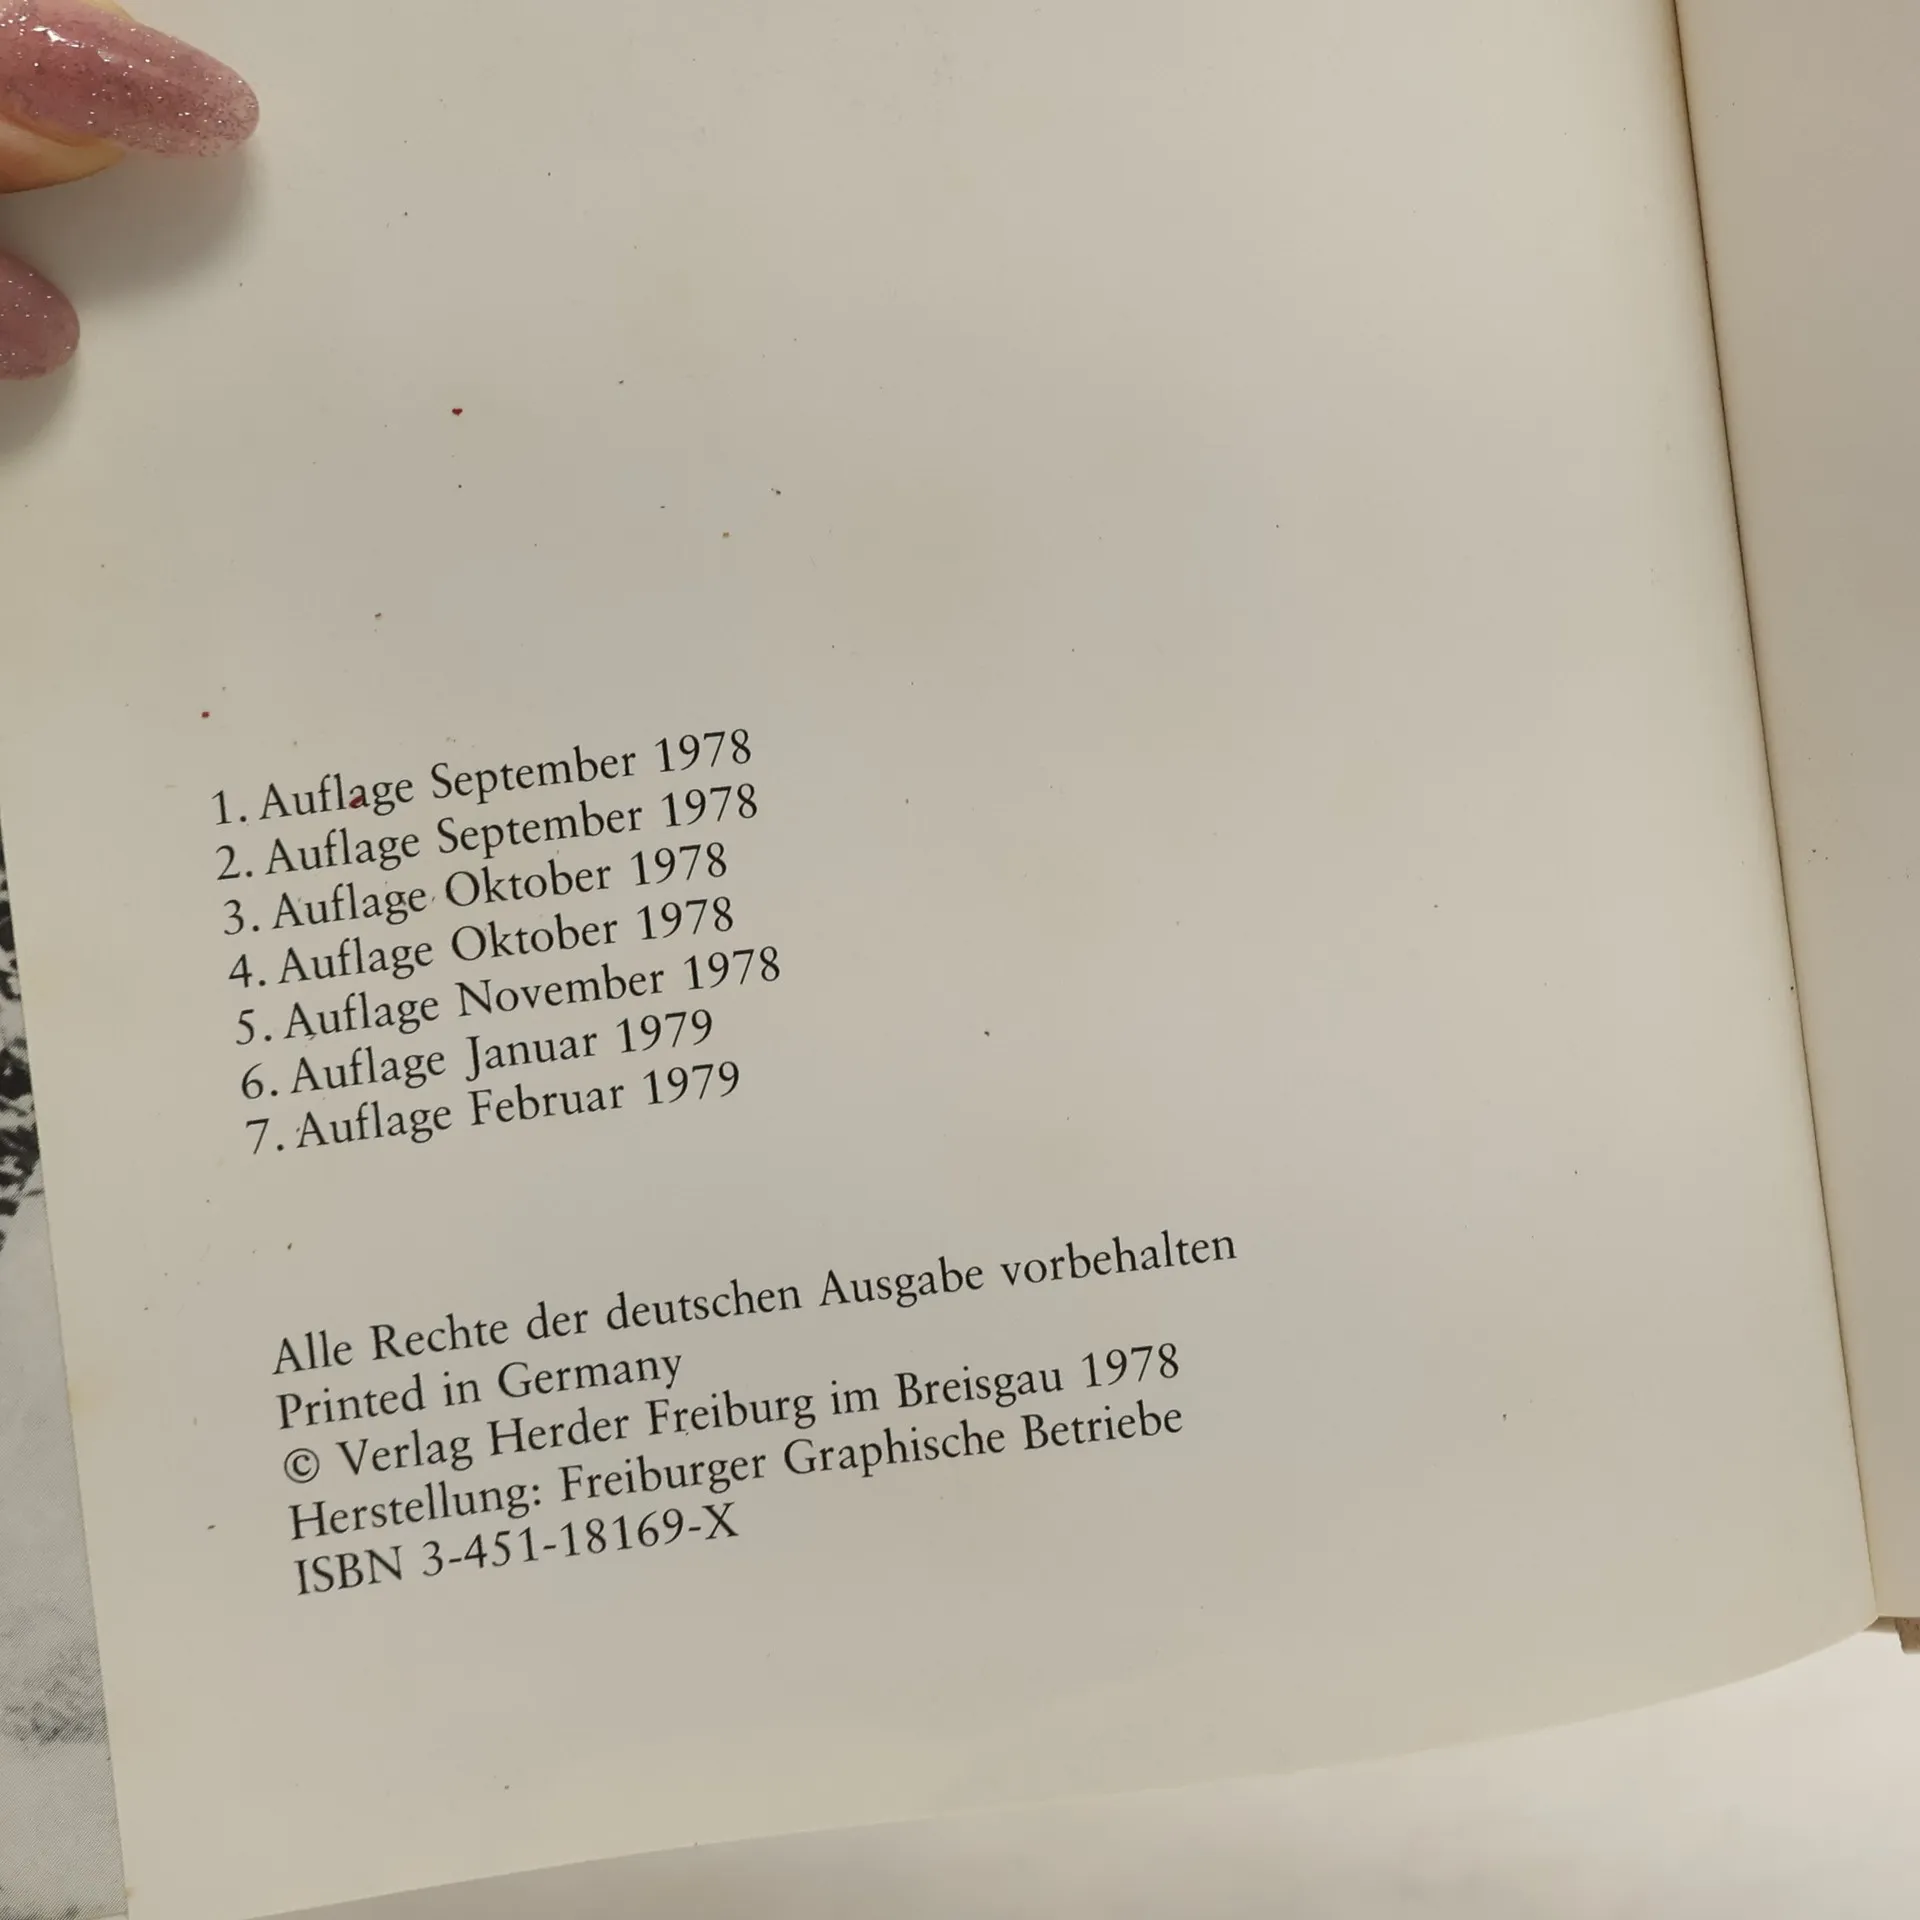 1. Auflage September 1978
2. Auflage September 1978
3. Auflage Oktober 1978
4. Auflage Oktober 1978
5. Auflage November 1978
6. Auflage Januar 1979
7. Auflage Februar 1979
Alle Rechte der deutschen Ausgabe vorbehalten
Printed in Germany
© Verlag Herder Freiburg im Breisgau 1978
Herstellung: Freiburger Graphische Betriebe
ISBN 3-451-18169-X